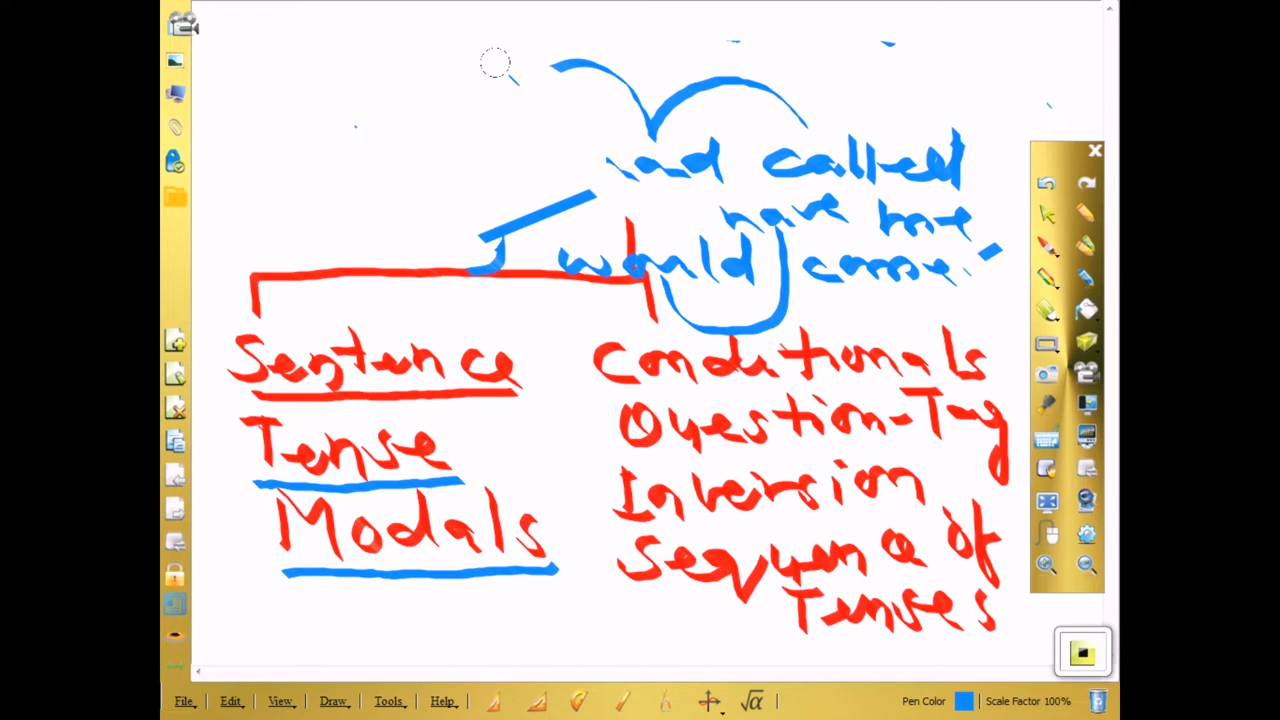 had called
have me
would come.
Sentence
Tense
Modals
Conditionals
Question-Tag
Inversion
Sequence of
Tenses
File Edit View Draw Tools Help √α Pen Color Scale Factor 100%